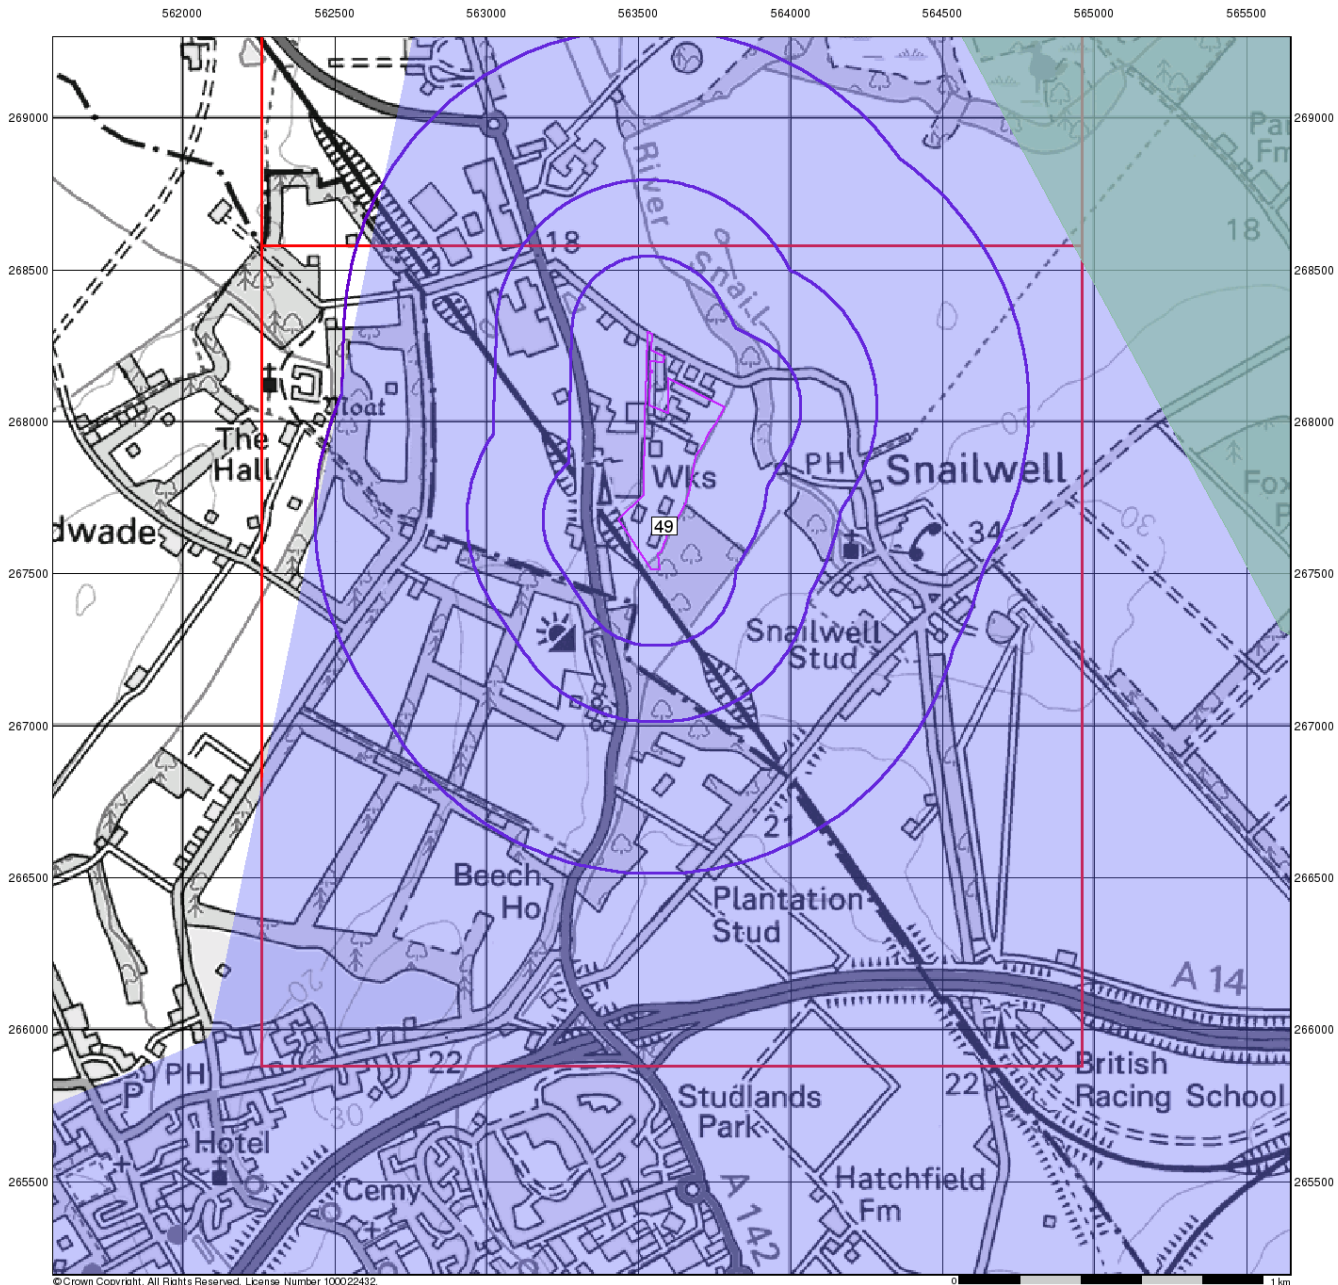 562000 562500 563000 563500 564000 564500 565000 565500
269000 269000
River
18
18
268500 268500
Snail
Moat
268000 268000
The
Hall
PH
Snailwell
Wks
49
dwade
34
30
267500 267500
Snailwell
Stud
267000 267000
21
Beech
Ho
266500 266500
Plantation
Stud
20
A 14
266000 266000
PH
P
22
British
Racing School
22
30
Studlands
Park
Hotel
265500 265500
Cemy
A 142
Hatchfield
Fm
© Crown Copyright. All Rights Reserved. License Number 100022432.
0 1 km